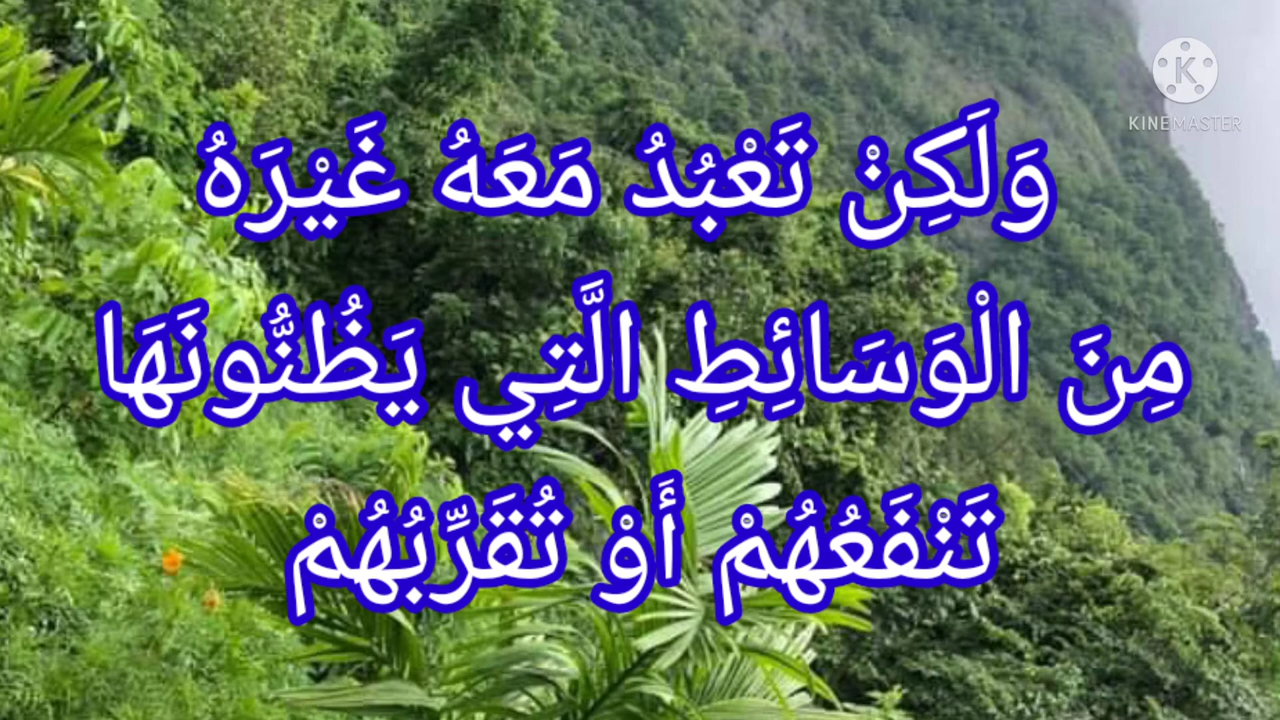 KINEMASTER
وَلَكِنْ تَعْبُدُ مَعَهُ غَيْرَهُ
مِنَ الْوَسَائِطِ الَّتِي يَظُنُّونَهَا
تَنْفَعُهُمْ أَوْ تُقَرِّبُهُمْ